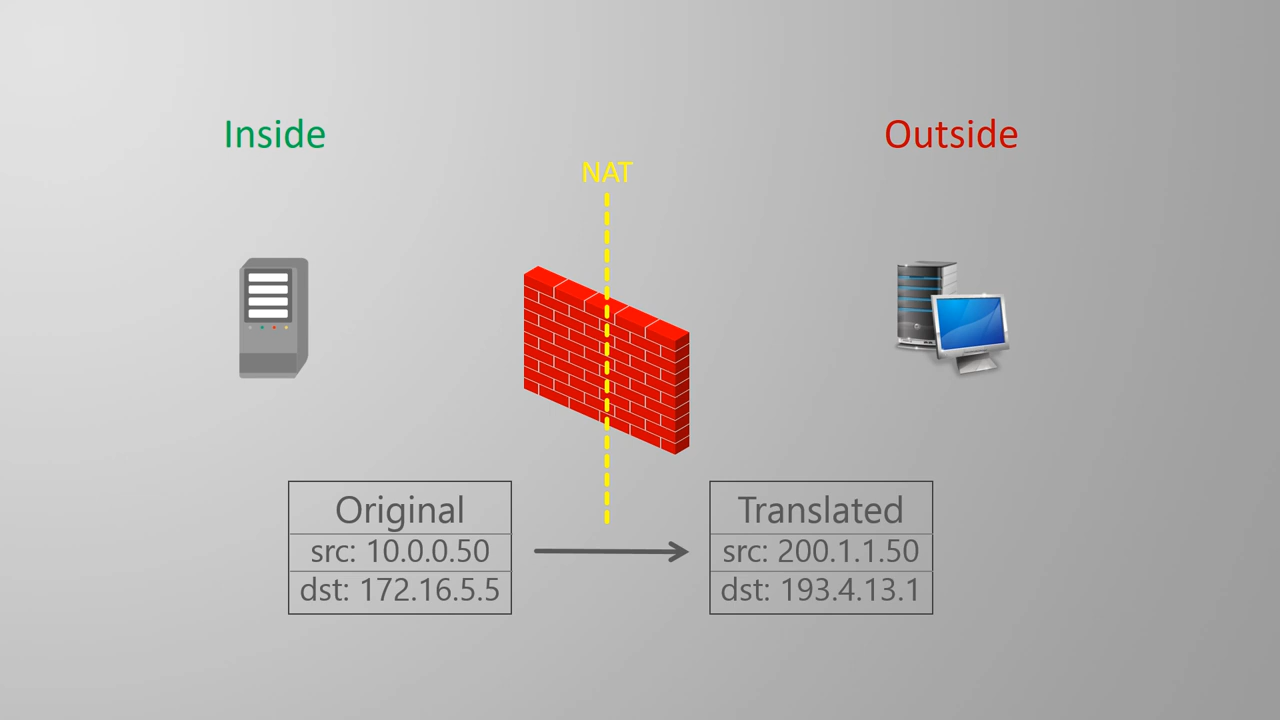 Inside
Outside
NAT
Original
src: 10.0.0.50
dst: 172.16.5.5
Translated
src: 200.1.1.50
dst: 193.4.13.1